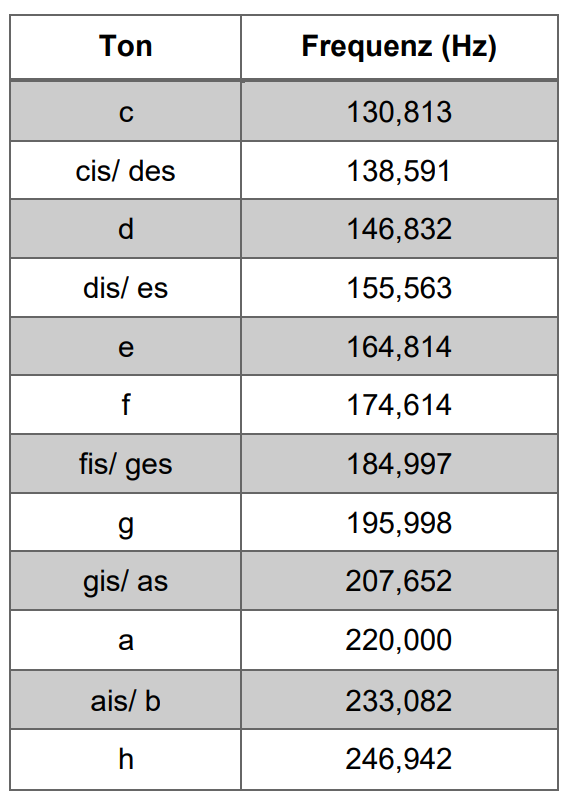 Ton Frequenz (Hz)
c 130,813
cis/ des 138,591
d 146,832
dis/ es 155,563
e 164,814
f 174,614
fis/ ges 184,997
g 195,998
gis/ as 207,652
a 220,000
ais/ b 233,082
h 246,942